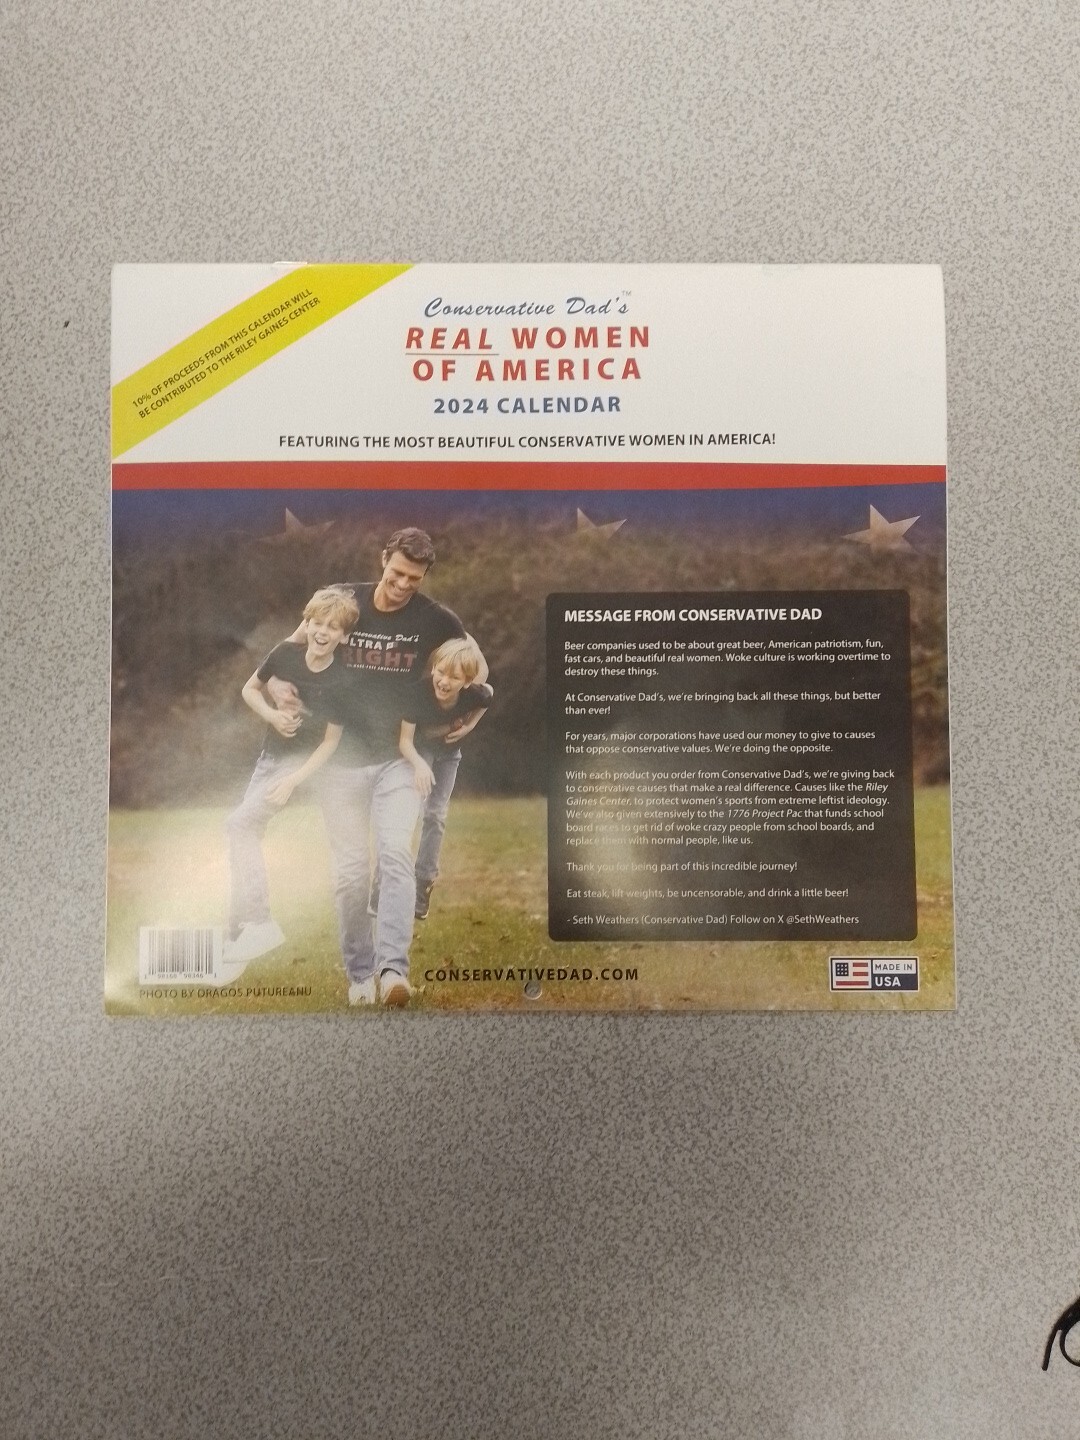 10% OF PROCEEDS FROM THIS CALENDAR WILL
BE CONTRIBUTED TO THE RILEY GAINES CENTER
Conservative Dad's™
REAL WOMEN
OF AMERICA
2024 CALENDAR
FEATURING THE MOST BEAUTIFUL CONSERVATIVE WOMEN IN AMERICA!
Conservative Dad's
ULTRA
RIGHT
MESSAGE FROM CONSERVATIVE DAD
Beer companies used to be about great beer, American patriotism, fun,
fast cars, and beautiful real women. Woke culture is working overtime to
destroy these things.
At Conservative Dad's, we're bringing back all these things, but better
than ever!
For years, major corporations have used our money to give to causes
that oppose conservative values. We're doing the opposite.
With each product you order from Conservative Dad's, we're giving back
to conservative causes that make a real difference. Causes like the Riley
Gaines Center, to protect women's sports from extreme leftist ideology.
We've also given extensively to the 1776 Project Pac that funds school
board races to get rid of woke crazy people from school boards, and
replace them with normal people, like us.
Thank you for being part of this incredible journey!
Eat steak, lift weights, be uncensorable, and drink a little beer!
- Seth Weathers (Conservative Dad) Follow on X @SethWeathers
CONSERVATIVEDAD.COM
MADE IN
USA
PHOTO BY DRAGOS PUTUREANU